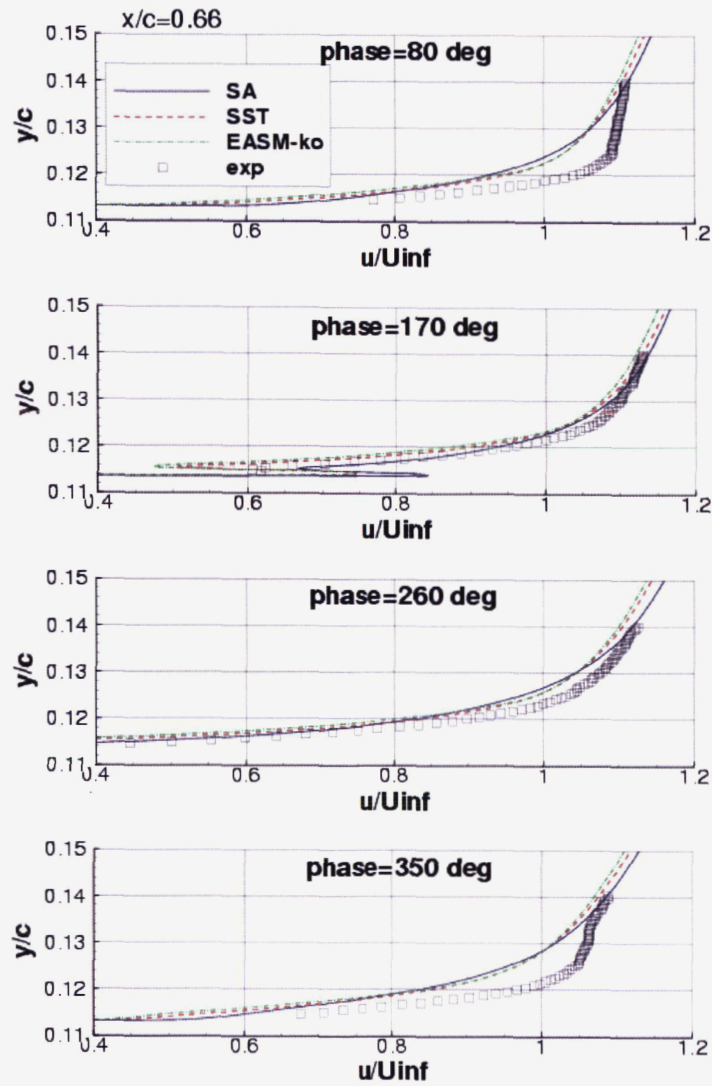 x/c=0.66
phase=80 deg
SA
SST
EASM-ko
exp
0.15
0.14
0.13
0.12
0.11
y/c
0.4 0.6 0.8 1 1.2
u/Uinf
phase=170 deg
0.15
0.14
0.13
0.12
0.11
y/c
0.4 0.6 0.8 1 1.2
u/Uinf
phase=260 deg
0.15
0.14
0.13
0.12
0.11
y/c
0.4 0.6 0.8 1 1.2
u/Uinf
phase=350 deg
0.15
0.14
0.13
0.12
0.11
y/c
0.4 0.6 0.8 1 1.2
u/Uinf